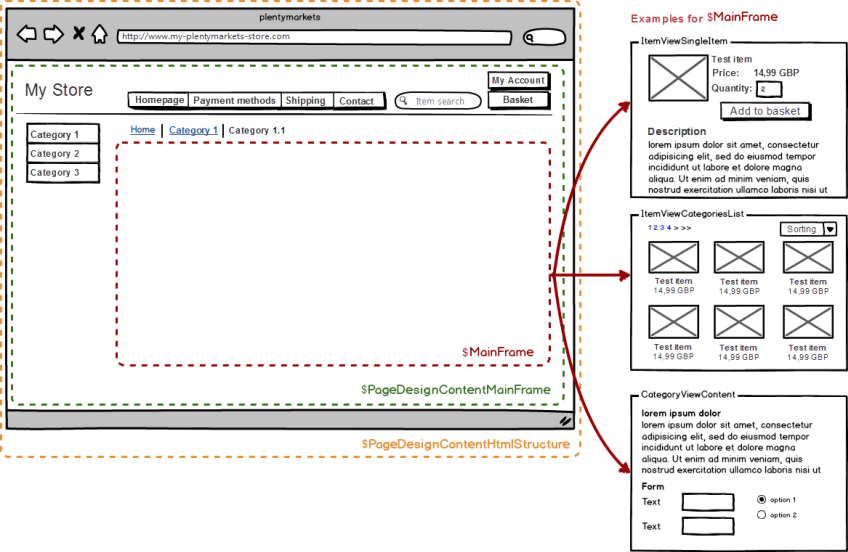 plentymarkets
http://www.my-plentymarkets-store.com
My Store
My Account
Homepage Payment methods Shipping Contact
Item search
Basket
Category 1
Category 2
Category 3
Home Category 1 Category 1.1
$MainFrame
$PageDesignContentMainFrame
$PageDesignContentHtmlStructure
Examples for $MainFrame
ItemViewSingleItem
Test item
Price: 14,99 GBP
Quantity: 2
Add to basket
Description
lorem ipsum dolor sit amet, consectetur
adipisicing elit, sed do eiusmod tempor
incididunt ut labore et dolore magna
aliqua. Ut enim ad minim veniam, quis
nostrud exercitation ullamco laboris nisi ut
ItemViewCategoriesList
1 2 3 4 > >>
Sorting
Test item Test item Test item
14,99 GBP 14,99 GBP 14,99 GBP
Test item Test item Test item
14,99 GBP 14,99 GBP 14,99 GBP
CategoryViewContent
lorem ipsum dolor
lorem ipsum dolor sit amet, consectetur
adipisicing elit, sed do eiusmod tempor
incididunt ut labore et dolore magna
aliqua. Ut enim ad minim veniam, quis
nostrud exercitation ullamco laboris nisi ut
Form
Text
option 1
option 2
Text